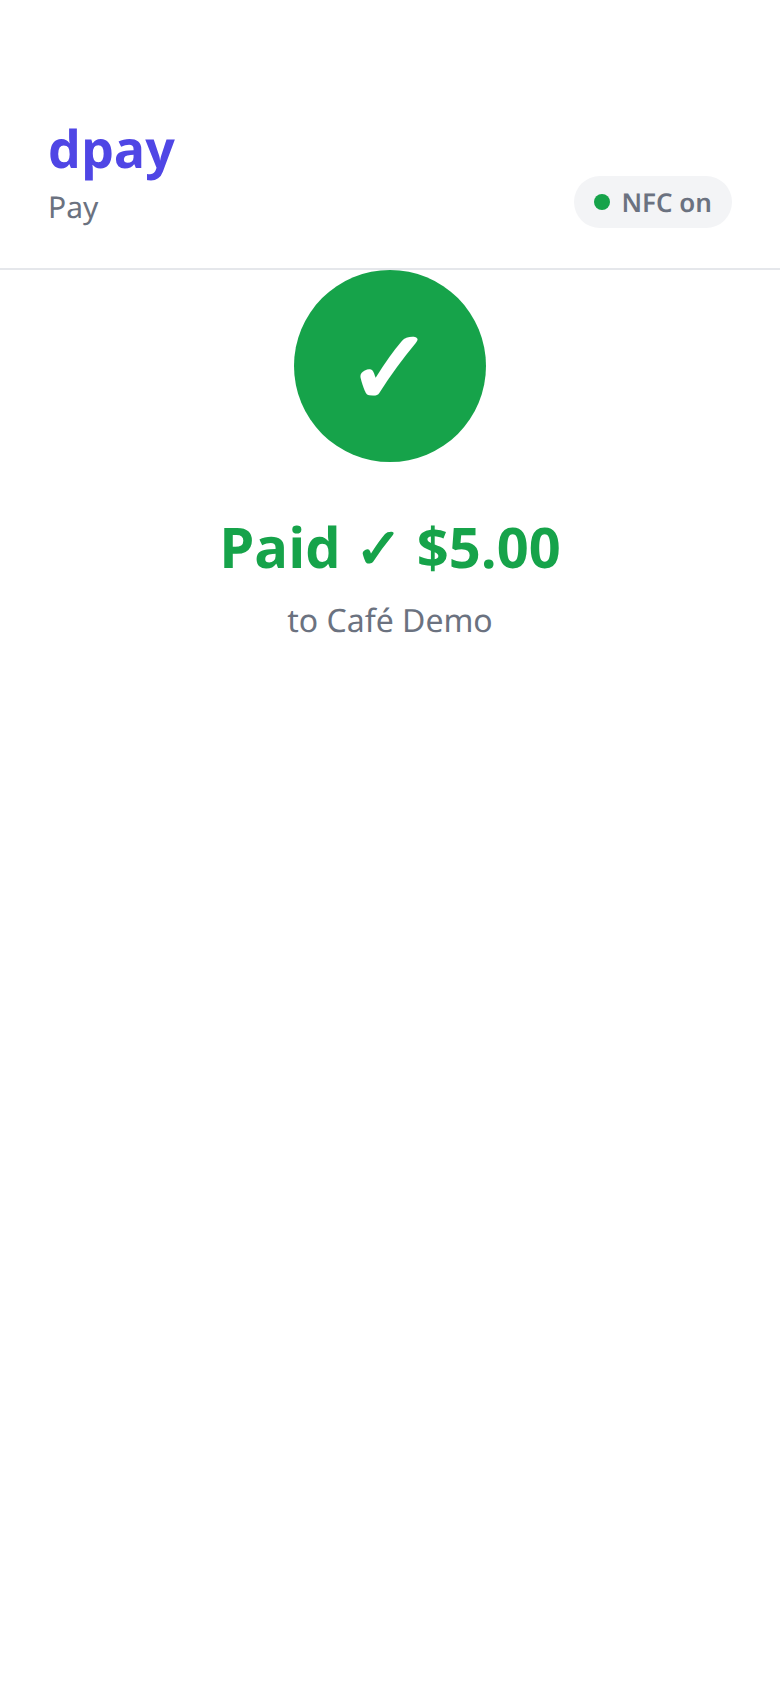 dpay
Pay
NFC on
✓
Paid ✓ $5.00
to Café Demo